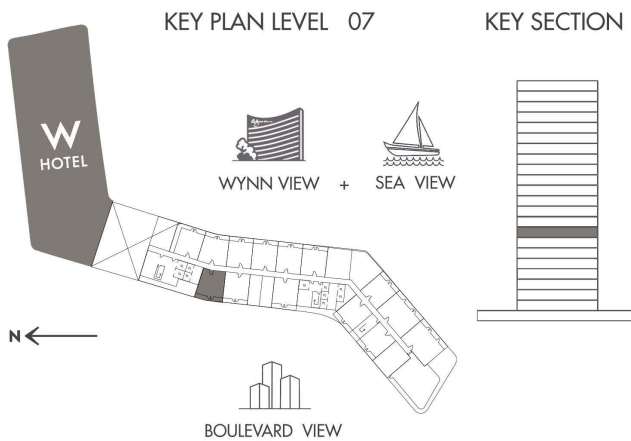 KEY PLAN LEVEL 07
KEY SECTION
W
HOTEL
WYNN VIEW + SEA VIEW
N
BOULEVARD VIEW